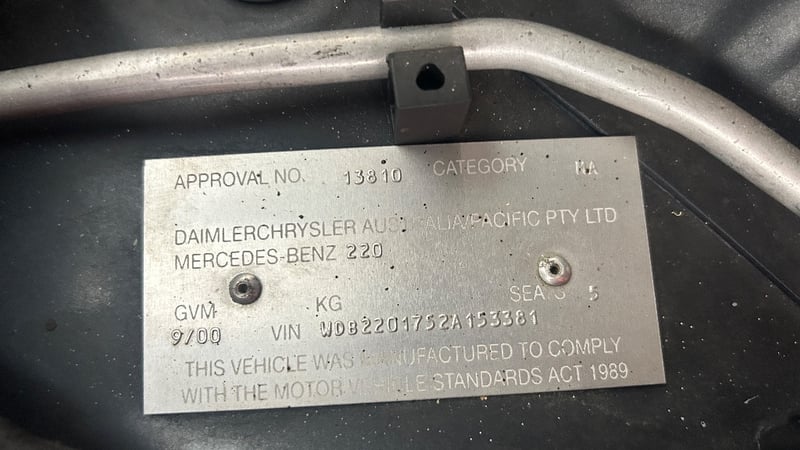 APPROVAL NO. 13810 CATEGORY MA
DAIMLERCHRYSLER AUSTRALIA/PACIFIC PTY LTD
MERCEDES-BENZ 220
GVM KG SEATS 5
9/00 VIN WDB2201752A153381
THIS VEHICLE WAS MANUFACTURED TO COMPLY
WITH THE MOTOR VEHICLE STANDARDS ACT 1989